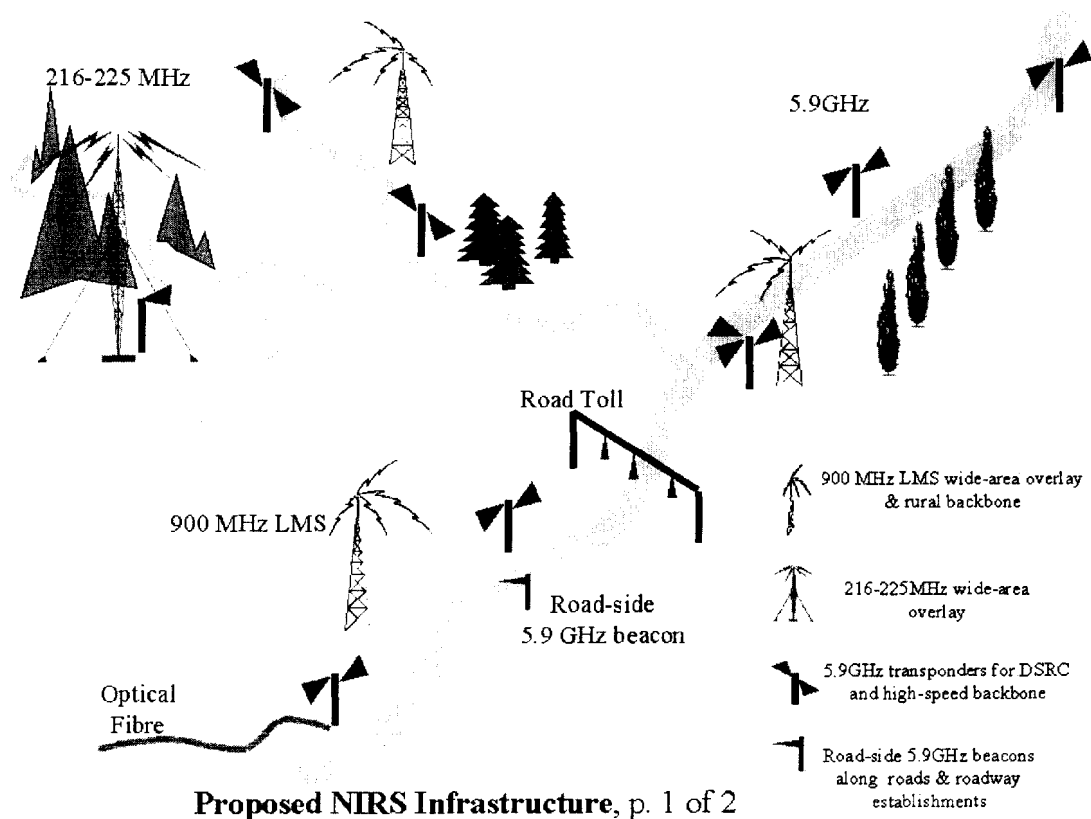 216-225 MHz
5.9GHz
Road Toll
900 MHz LMS
Road-side
5.9 GHz beacon
Optical
Fibre
900 MHz LMS wide-area overlay
& rural backbone
216-225MHz wide-area
overlay
5.9GHz transponders for DSRC
and high-speed backbone
Road-side 5.9GHz beacons
along roads & roadway
establishments
Proposed NIRS Infrastructure, p. 1 of 2